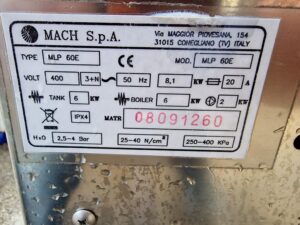 MACH S.p.A.
Via MAGGIOR PIOVESANA, 154
31015 CONEGLIANO (TV) ITALY
TYPE MLP 60E CE MOD. MLP 60E
VOLT 400 3+N 50 Hz 8,1 KW 20 A
TANK 6 KW BOILER 6 KW 2 KW
IPX4 MATR 08091260
H2O 2,5-4 Bar 25-40 N/cm² 250-400 KPa